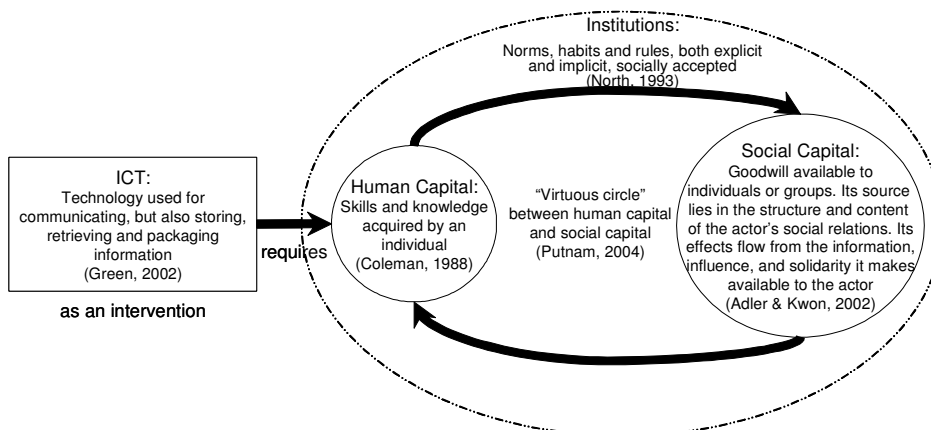 Institutions:
Norms, habits and rules, both explicit
and implicit, socially accepted
(North, 1993)
ICT:
Technology used for
communicating, but also storing,
retrieving and packaging
information
(Green, 2002)
as an intervention
requires
Human Capital:
Skills and knowledge
acquired by an
individual
(Coleman, 1988)
“Virtuous circle”
between human capital
and social capital
(Putnam, 2004)
Social Capital:
Goodwill available to
individuals or groups. Its source
lies in the structure and content
of the actor’s social relations. Its
effects flow from the information,
influence, and solidarity it makes
available to the actor
(Adler & Kwon, 2002)